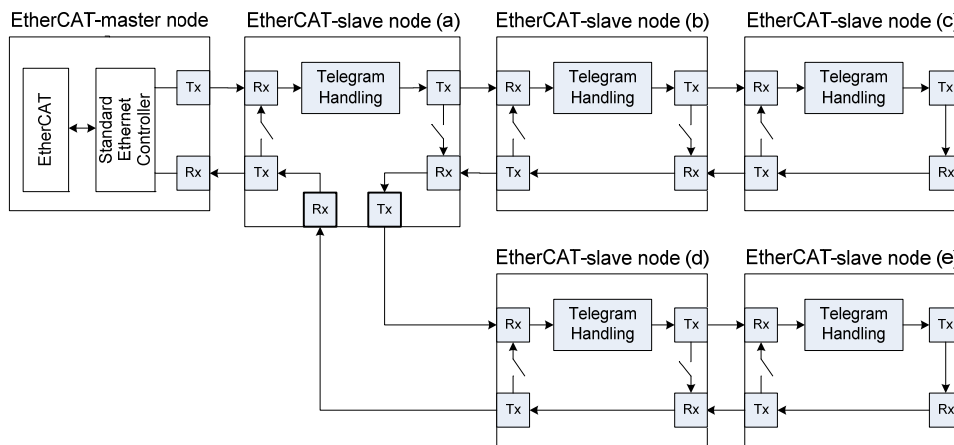 EtherCAT-master node
EtherCAT-slave node (a)
EtherCAT-slave node (b)
EtherCAT-slave node (c)
EtherCAT
Standard
Ethernet
Controller
Tx
Rx
Rx
Telegram
Handling
Tx
Tx
Rx
Rx
Tx
Rx
Telegram
Handling
Tx
Tx
Rx
Rx
Telegram
Handling
Tx
Tx
Rx
EtherCAT-slave node (d)
EtherCAT-slave node (e)
Rx
Telegram
Handling
Tx
Tx
Rx
Rx
Telegram
Handling
Tx
Tx
Rx